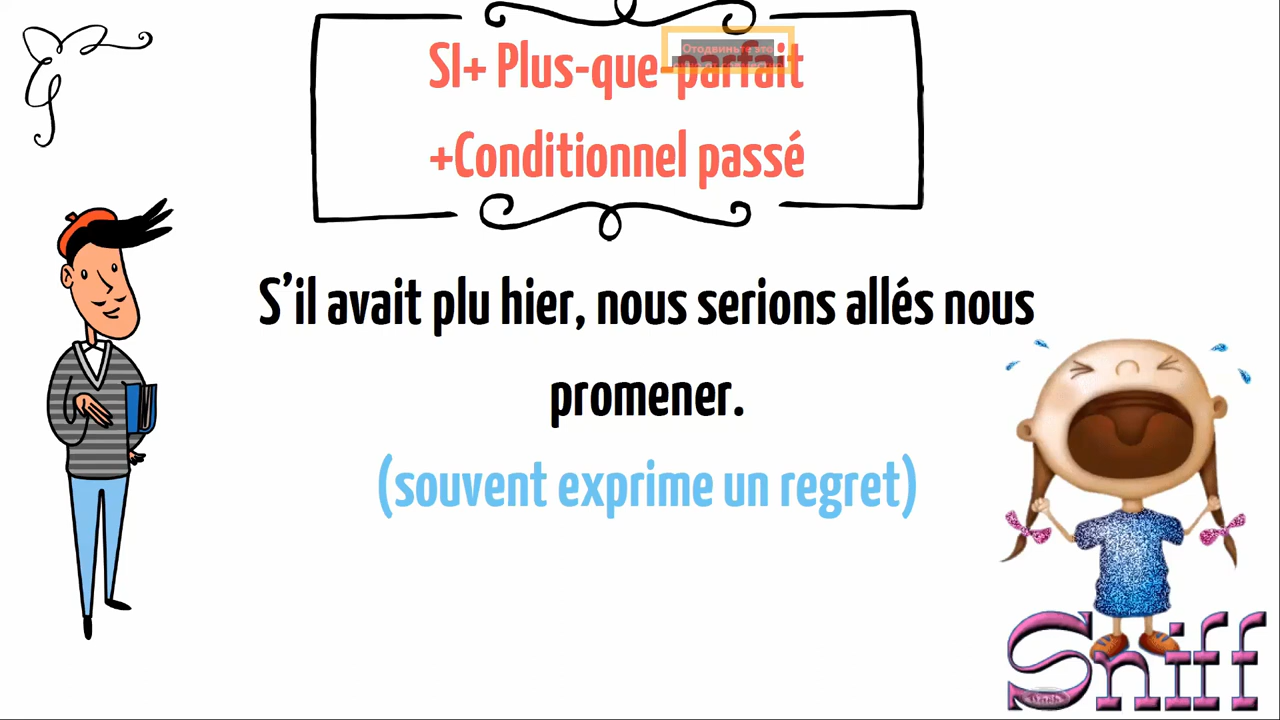 SI+ Plus-que-parfait
+Conditionnel passé
S'il avait plu hier, nous serions allés nous
promener.
(souvent exprime un regret)
Sniff